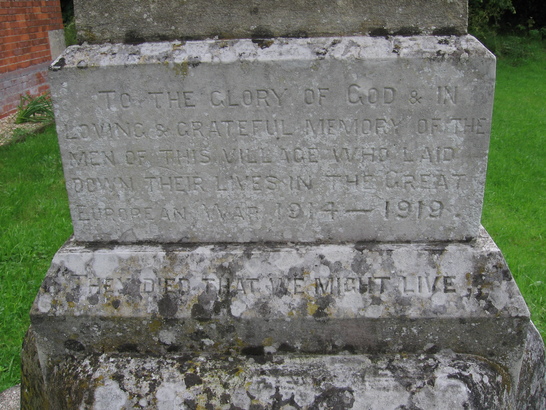 TO THE GLORY OF GOD & IN
LOVING & GRATEFUL MEMORY OF THE
MEN OF THIS VILLAGE WHO LAID
DOWN THEIR LIVES IN THE GREAT
EUROPEAN WAR 1914–1919.
THEY DIED THAT WE MIGHT LIVE.